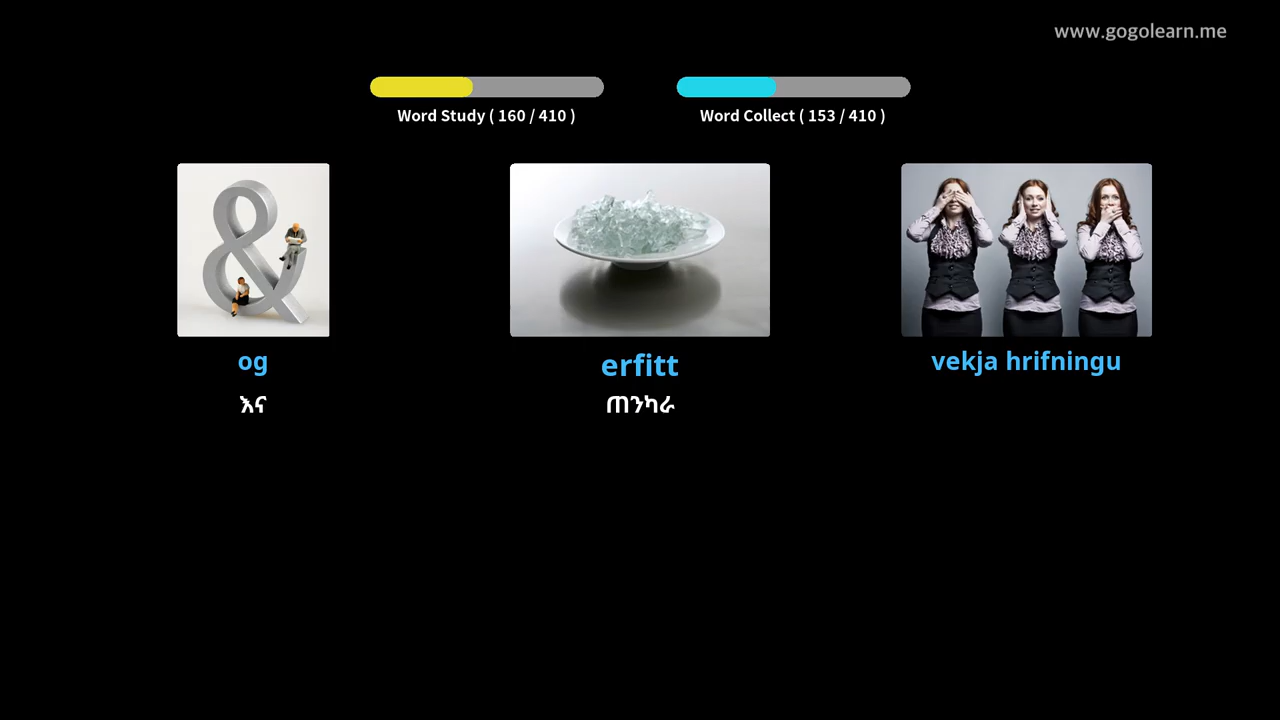 www.gogolearn.me
Word Study ( 160 / 410 )
Word Collect ( 153 / 410 )
og
erfitt
vekja hrifningu
እና
ጠንካራ